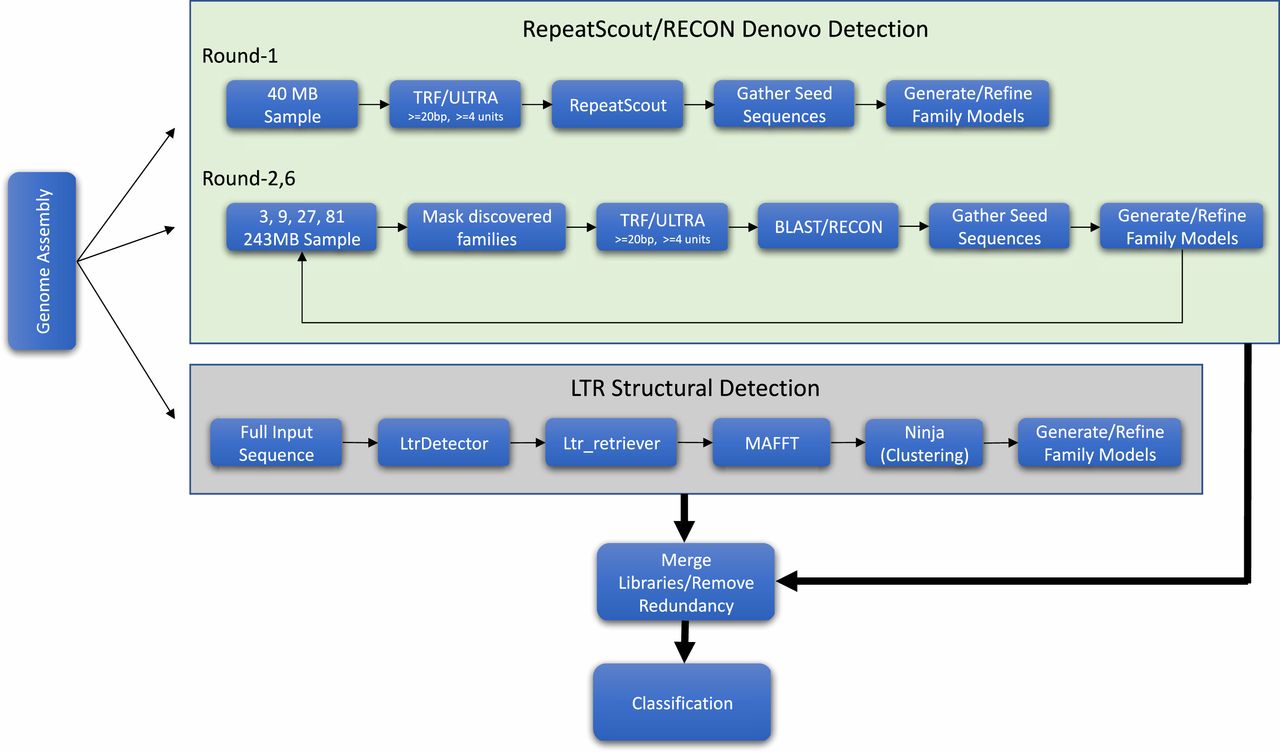 RepeatScout/RECON Denovo Detection
Round-1
40 MB
Sample
TRF/ULTRA
>=20bp, >=4 units
RepeatScout
Gather Seed
Sequences
Generate/Refine
Family Models
Round-2,6
3, 9, 27, 81
243MB Sample
Mask discovered
families
TRF/ULTRA
>=20bp, >=4 units
BLAST/RECON
Gather Seed
Sequences
Generate/Refine
Family Models
Genome Assembly
LTR Structural Detection
Full Input
Sequence
LtrDetector
Ltr_retriever
MAFFT
Ninja
(Clustering)
Generate/Refine
Family Models
Merge
Libraries/Remove
Redundancy
Classification